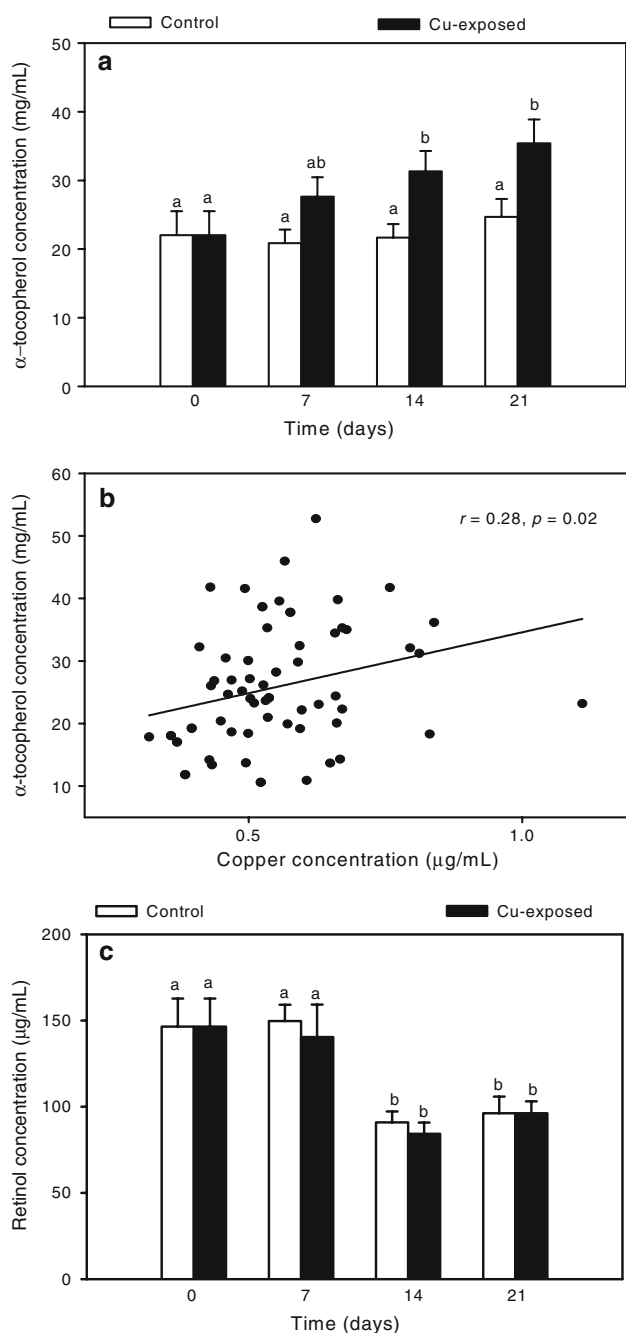 Control Cu-exposed
50
a
40
30
20
10
0
α–tocopherol concentration (mg/mL)
a a a ab a b a b
0 7 14 21
Time (days)
60
b
r = 0.28, p = 0.02
50
40
30
20
10
α-tocopherol concentration (mg/mL)
0.5 1.0
Copper concentration (μg/mL)
Control Cu-exposed
200
c
150
100
50
0
Retinol concentration (μg/mL)
a a a a b b b b
0 7 14 21
Time (days)